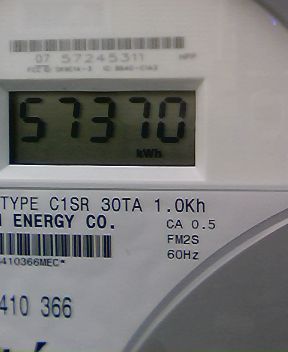 07 57245311
57370
kWh
TYPE C1SR 30TA 1.0Kh
ENERGY CO.
CA 0.5
FM2S
60Hz
410366MEC*
410 366